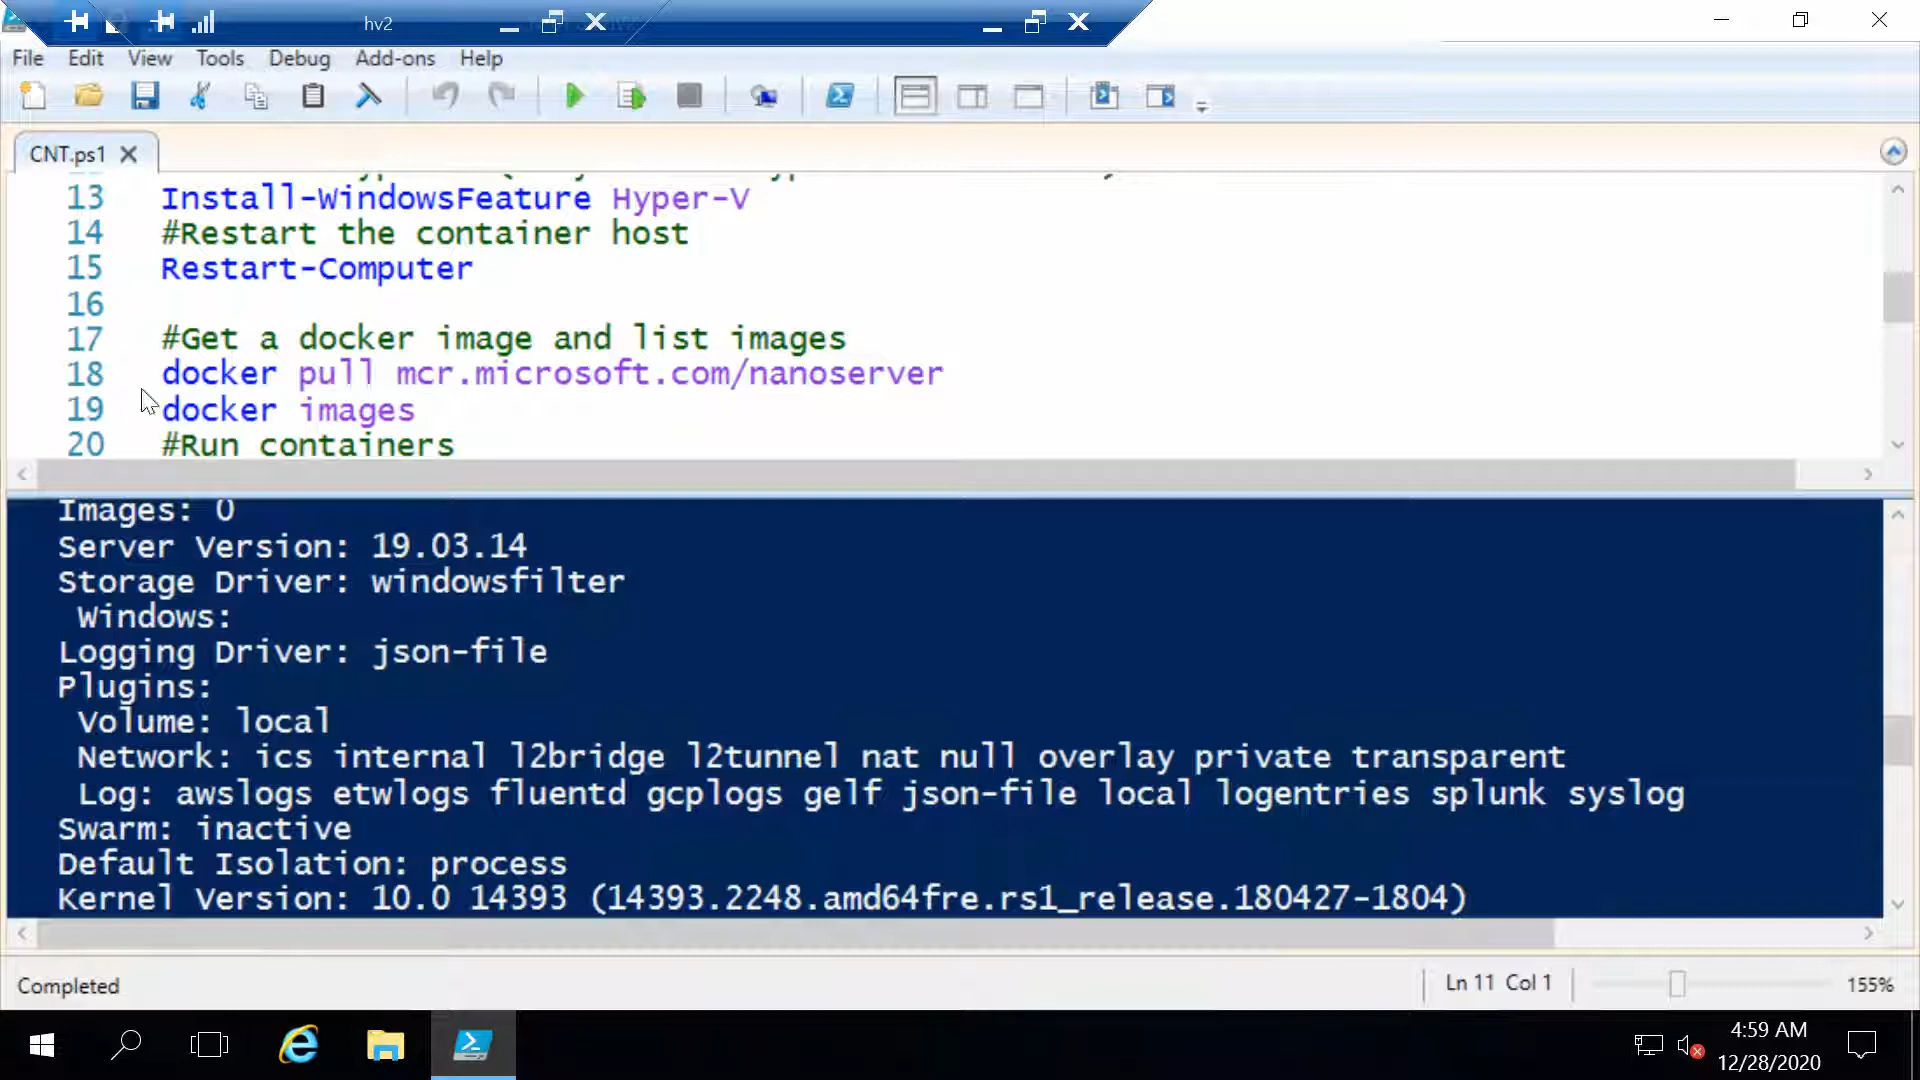 hv2
File Edit View Tools Debug Add-ons Help
CNT.ps1
13 Install-WindowsFeature Hyper-V
14 #Restart the container host
15 Restart-Computer
16
17 #Get a docker image and list images
18 docker pull mcr.microsoft.com/nanoserver
19 docker images
20 #Run containers
Images: 0
Server Version: 19.03.14
Storage Driver: windowsfilter
Windows:
Logging Driver: json-file
Plugins:
Volume: local
Network: ics internal l2bridge l2tunnel nat null overlay private transparent
Log: awslogs etwlogs fluentd gcplogs gelf json-file local logentries splunk syslog
Swarm: inactive
Default Isolation: process
Kernel Version: 10.0 14393 (14393.2248.amd64fre.rs1_release.180427-1804)
Completed
Ln 11 Col 1
155%
4:59 AM
12/28/2020